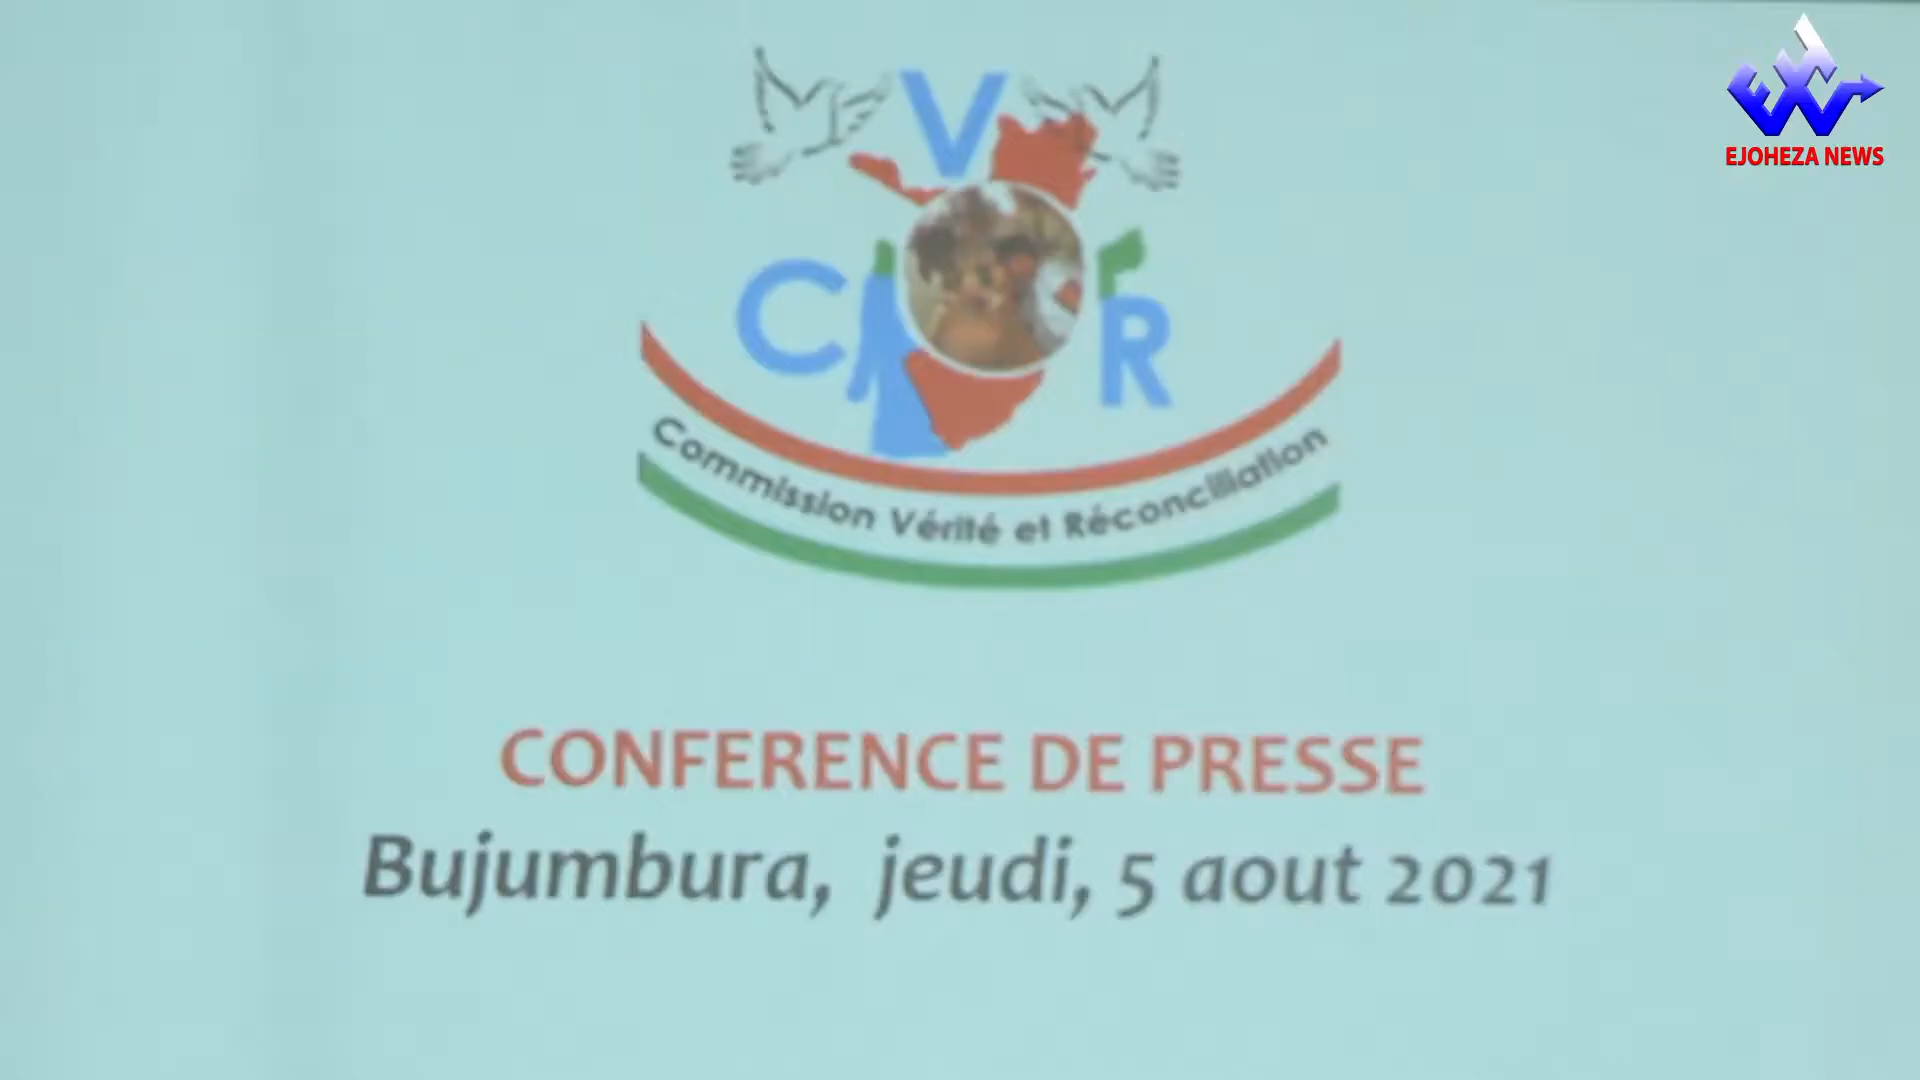 EJOHEZA NEWS
V
C R
Commission Vérité et Réconciliation
CONFERENCE DE PRESSE
Bujumbura, jeudi, 5 aout 2021